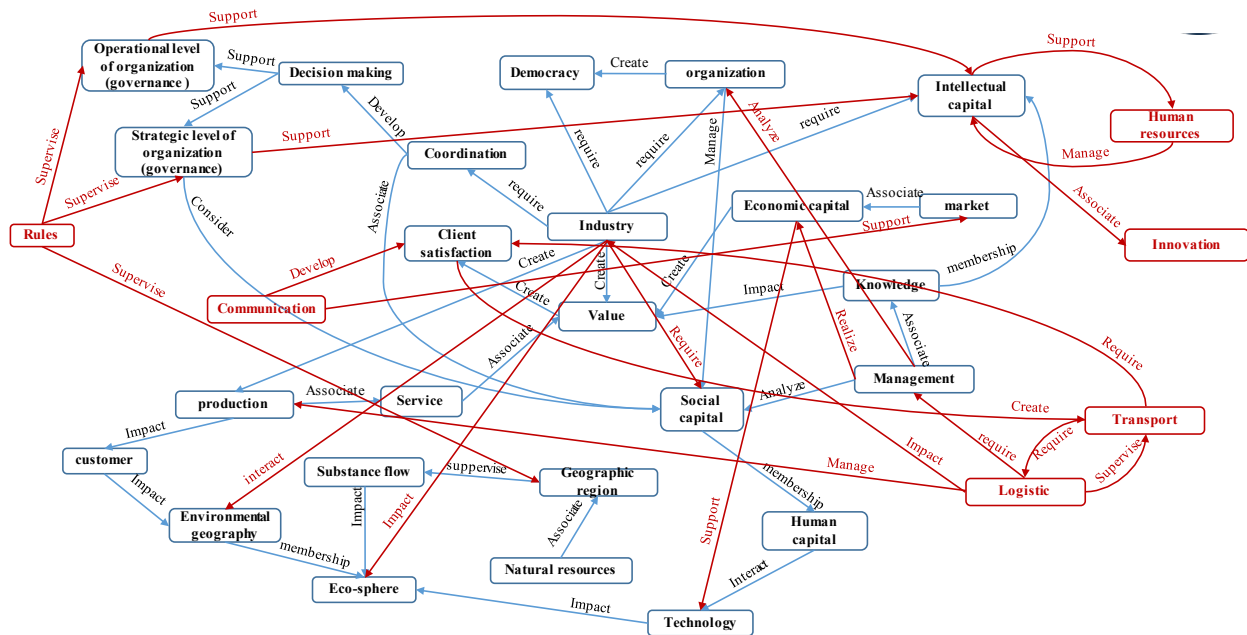 Support
Operational level
of organization
(governance )
Support
Decision making
Democracy
Create
organization
Support
Intellectual
capital
Human
resources
Support
Develop
Analyze
require
Manage
Strategic level of
organization
(governance)
Support
Coordination
require
require
Manage
Associate
Supervise
Supervise
Consider
Associate
require
Economic capital
Associate
market
Support
Innovation
Rules
Industry
Client
satisfaction
Create
Develop
Supervise
Communication
Create
Create
Create
Value
Impact
Knowledge
membership
Associate
Require
Realize
Associate
Require
production
Associate
Service
Social
capital
Analyze
Management
Create
Transport
Impact
customer
interact
Substance flow
suppervise
Geographic
region
Manage
Impact
require
Require
Supervise
Logistic
membership
Impact
Environmental
geography
Impact
Impact
Associate
Support
Human
capital
membership
Natural resources
Interact
Eco-sphere
Impact
Technology